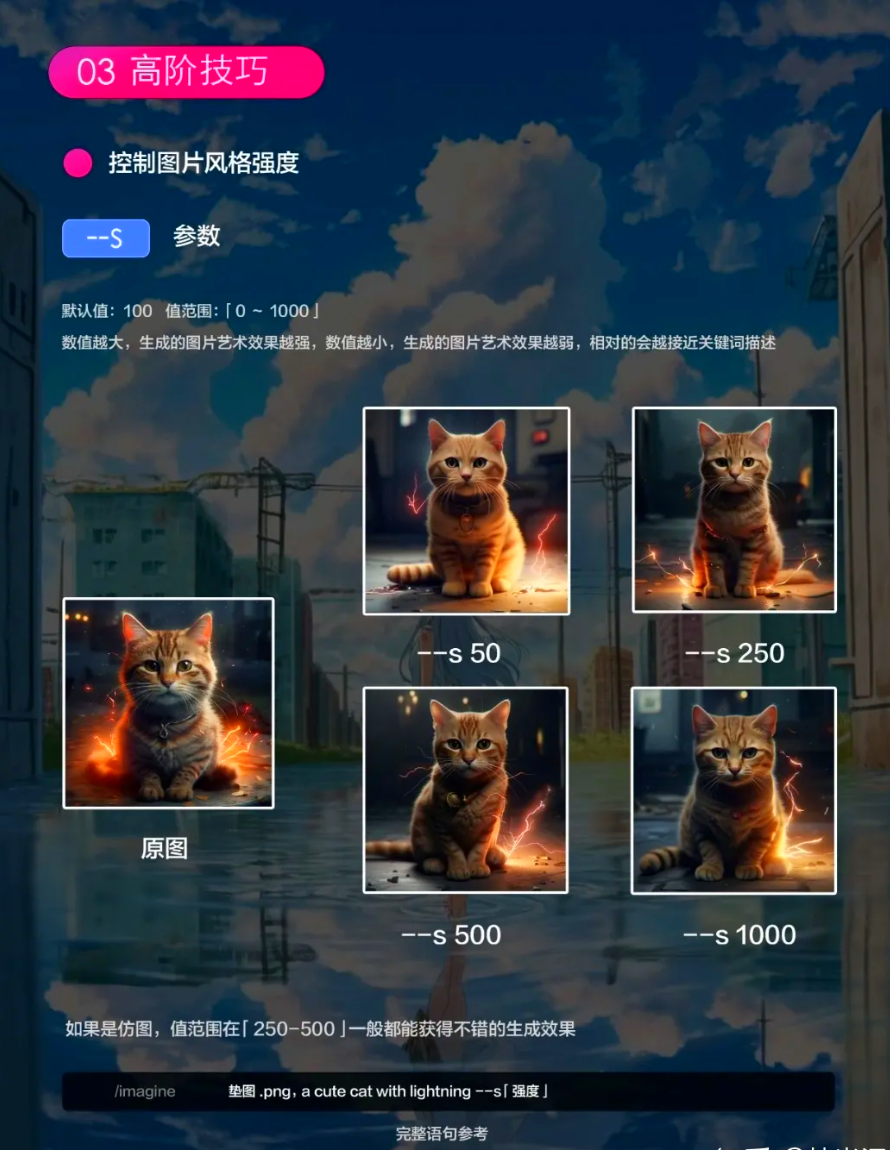 03 高阶技巧
控制图片风格强度
--S 参数
默认值：100 值范围：「0 ~ 1000」
数值越大，生成的图片艺术效果越强，数值越小，生成的图片艺术效果越弱，相对的会越接近关键词描述
--s 50
--s 250
原图
--s 500
--s 1000
如果是仿图，值范围在「250-500」一般都能获得不错的生成效果
/imagine 垫图 .png, a cute cat with lightning --s「强度」
完整语句参考